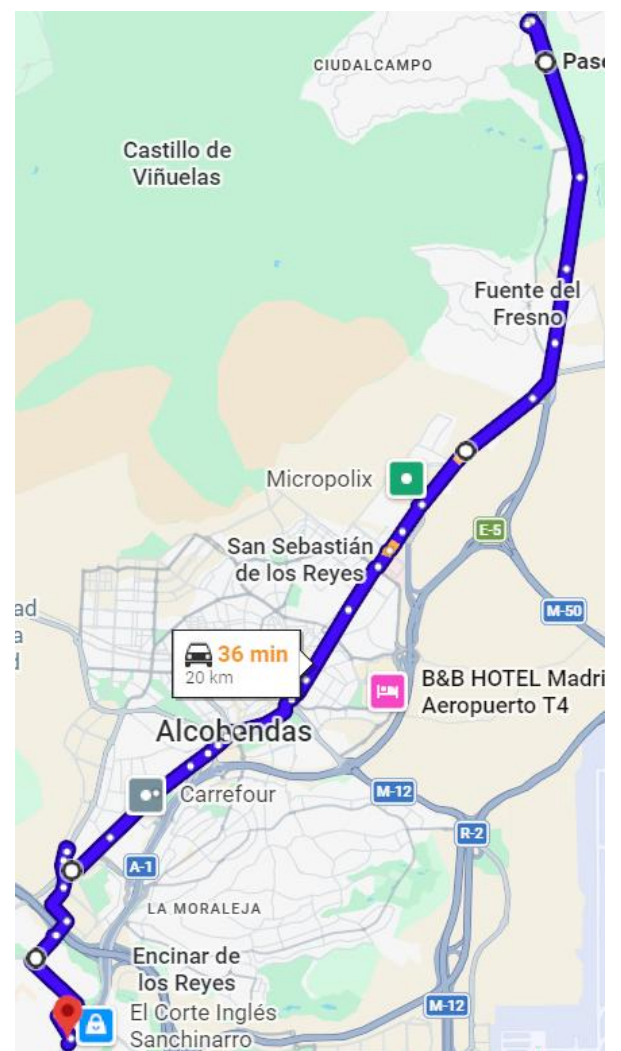 CIUDALCAMPO
Pase
Castillo de
Viñuelas
Fuente del
Fresno
Micropolix
E-5
San Sebastián
de los Reyes
ad
a
d
M-50
36 min
20 km
B&B HOTEL Madri
Aeropuerto T4
Alcobendas
Carrefour
M-12
R-2
A-1
LA MORALEJA
Encinar de
los Reyes
El Corte Inglés
Sanchinarro
M-12